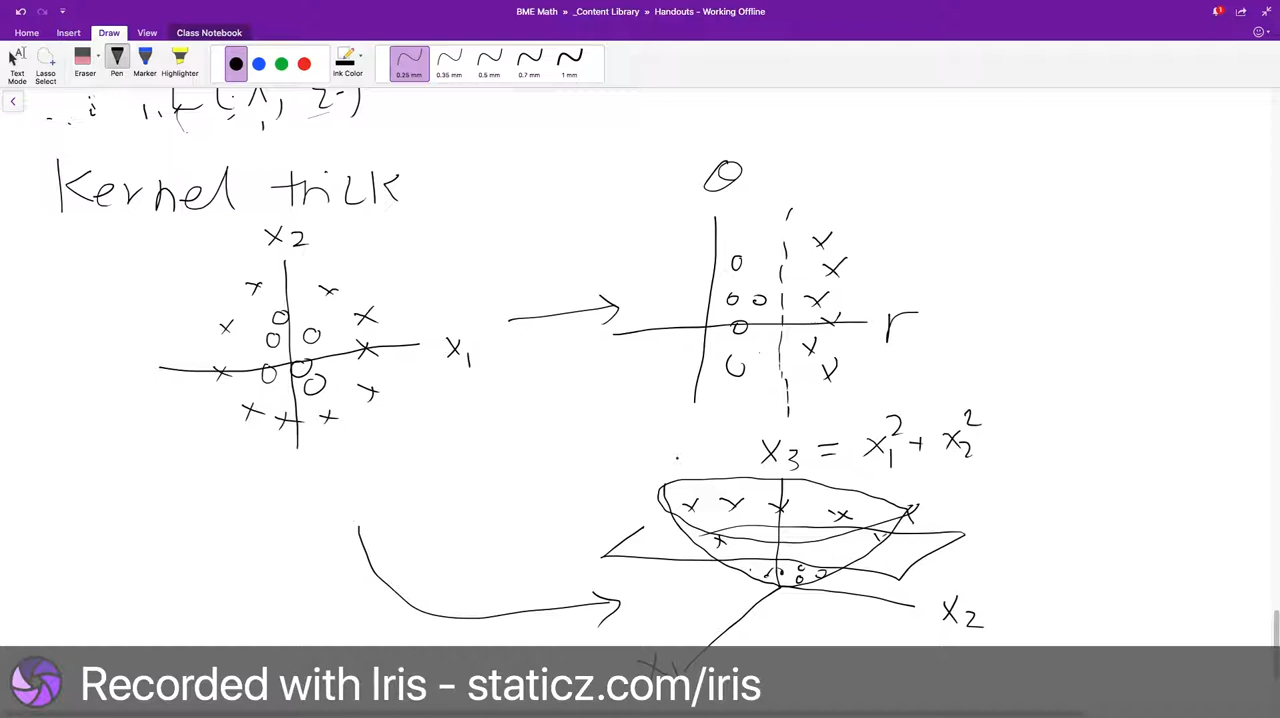 BME Math » _Content Library » Handouts - Working Offline
1
Home Insert Draw View Class Notebook
Text Mode
Lasso Select
Eraser
Pen
Marker
Highlighter
Ink Color
0.25 mm
0.35 mm
0.5 mm
0.7 mm
1 mm
Kernel trick
x2
x1
θ
r
x3 = x1² + x2²
x2
Recorded with Iris - staticz.com/iris